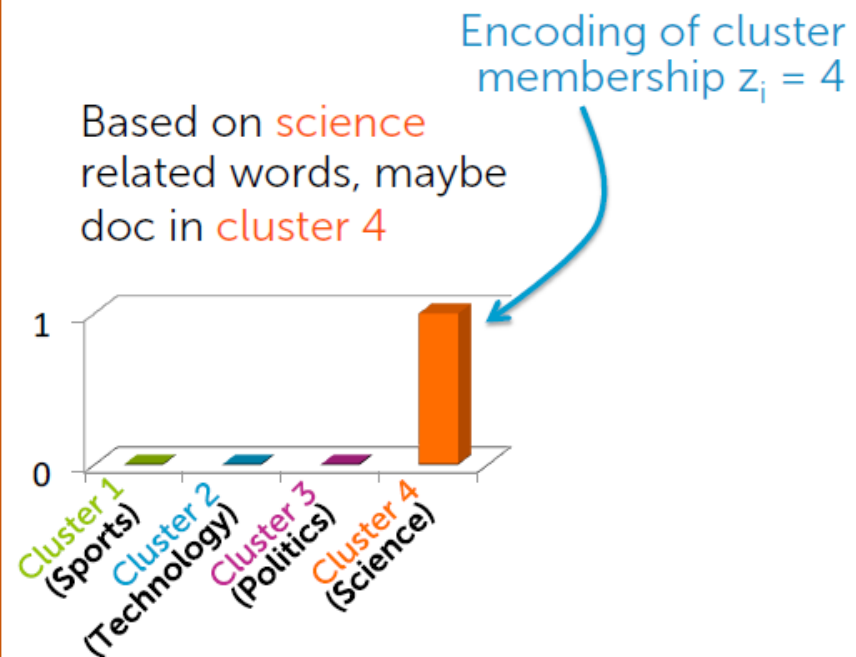 Encoding of cluster
membership zᵢ = 4
Based on science
related words, maybe
doc in cluster 4
1
0
Cluster 1
(Sports)
Cluster 2
(Technology)
Cluster 3
(Politics)
Cluster 4
(Science)